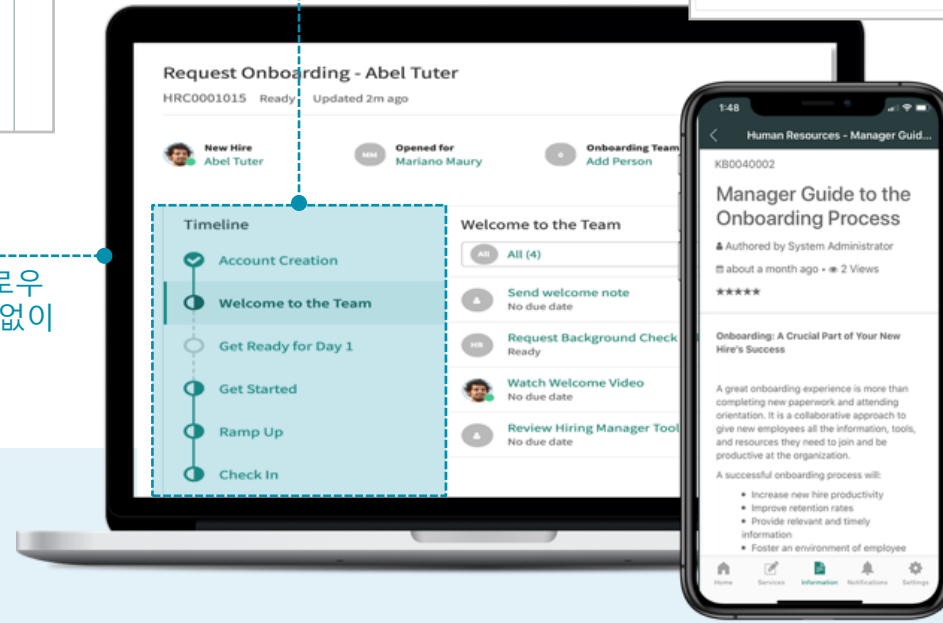 Request Onboarding - Abel Tuter
HRC0001015 Ready Updated 2m ago
New Hire
Abel Tuter
MM
Opened for
Mariano Maury
Onboarding Team
Add Person
Timeline
Account Creation
Welcome to the Team
Get Ready for Day 1
Get Started
Ramp Up
Check In
Welcome to the Team
All All (4)
Send welcome note
No due date
HR
Request Background Check
Ready
Watch Welcome Video
No due date
Review Hiring Manager Tool
No due date
로우
없이
1:48
Human Resources - Manager Guid...
KB0040002
Manager Guide to the
Onboarding Process
Authored by System Administrator
about a month ago • 2 Views
★★★★★
Onboarding: A Crucial Part of Your New
Hire's Success
A great onboarding experience is more than
completing new paperwork and attending
orientation. It is a collaborative approach to
give new employees all the information, tools,
and resources they need to join and be
productive at the organization.
A successful onboarding process will:
• Increase new hire productivity
• Improve retention rates
• Provide relevant and timely
information
• Foster an environment of employee
Home Services Information Notifications Settings